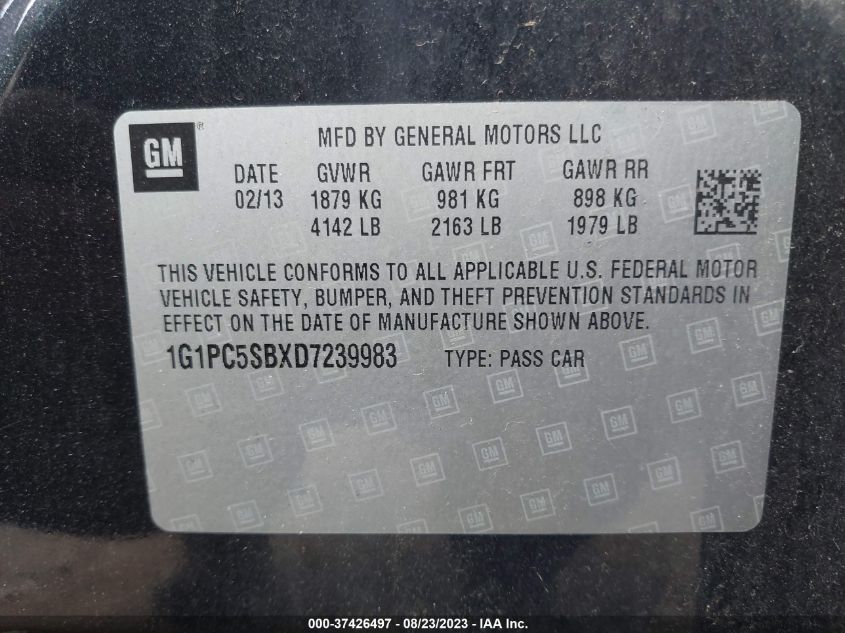 GM ®
MFD BY GENERAL MOTORS LLC
DATE GVWR GAWR FRT GAWR RR
02/13 1879 KG 981 KG 898 KG
4142 LB 2163 LB 1979 LB
THIS VEHICLE CONFORMS TO ALL APPLICABLE U.S. FEDERAL MOTOR
VEHICLE SAFETY, BUMPER, AND THEFT PREVENTION STANDARDS IN
EFFECT ON THE DATE OF MANUFACTURE SHOWN ABOVE.
1G1PC5SBXD7239983 TYPE: PASS CAR
000-37426497 - 08/23/2023 - IAA Inc.